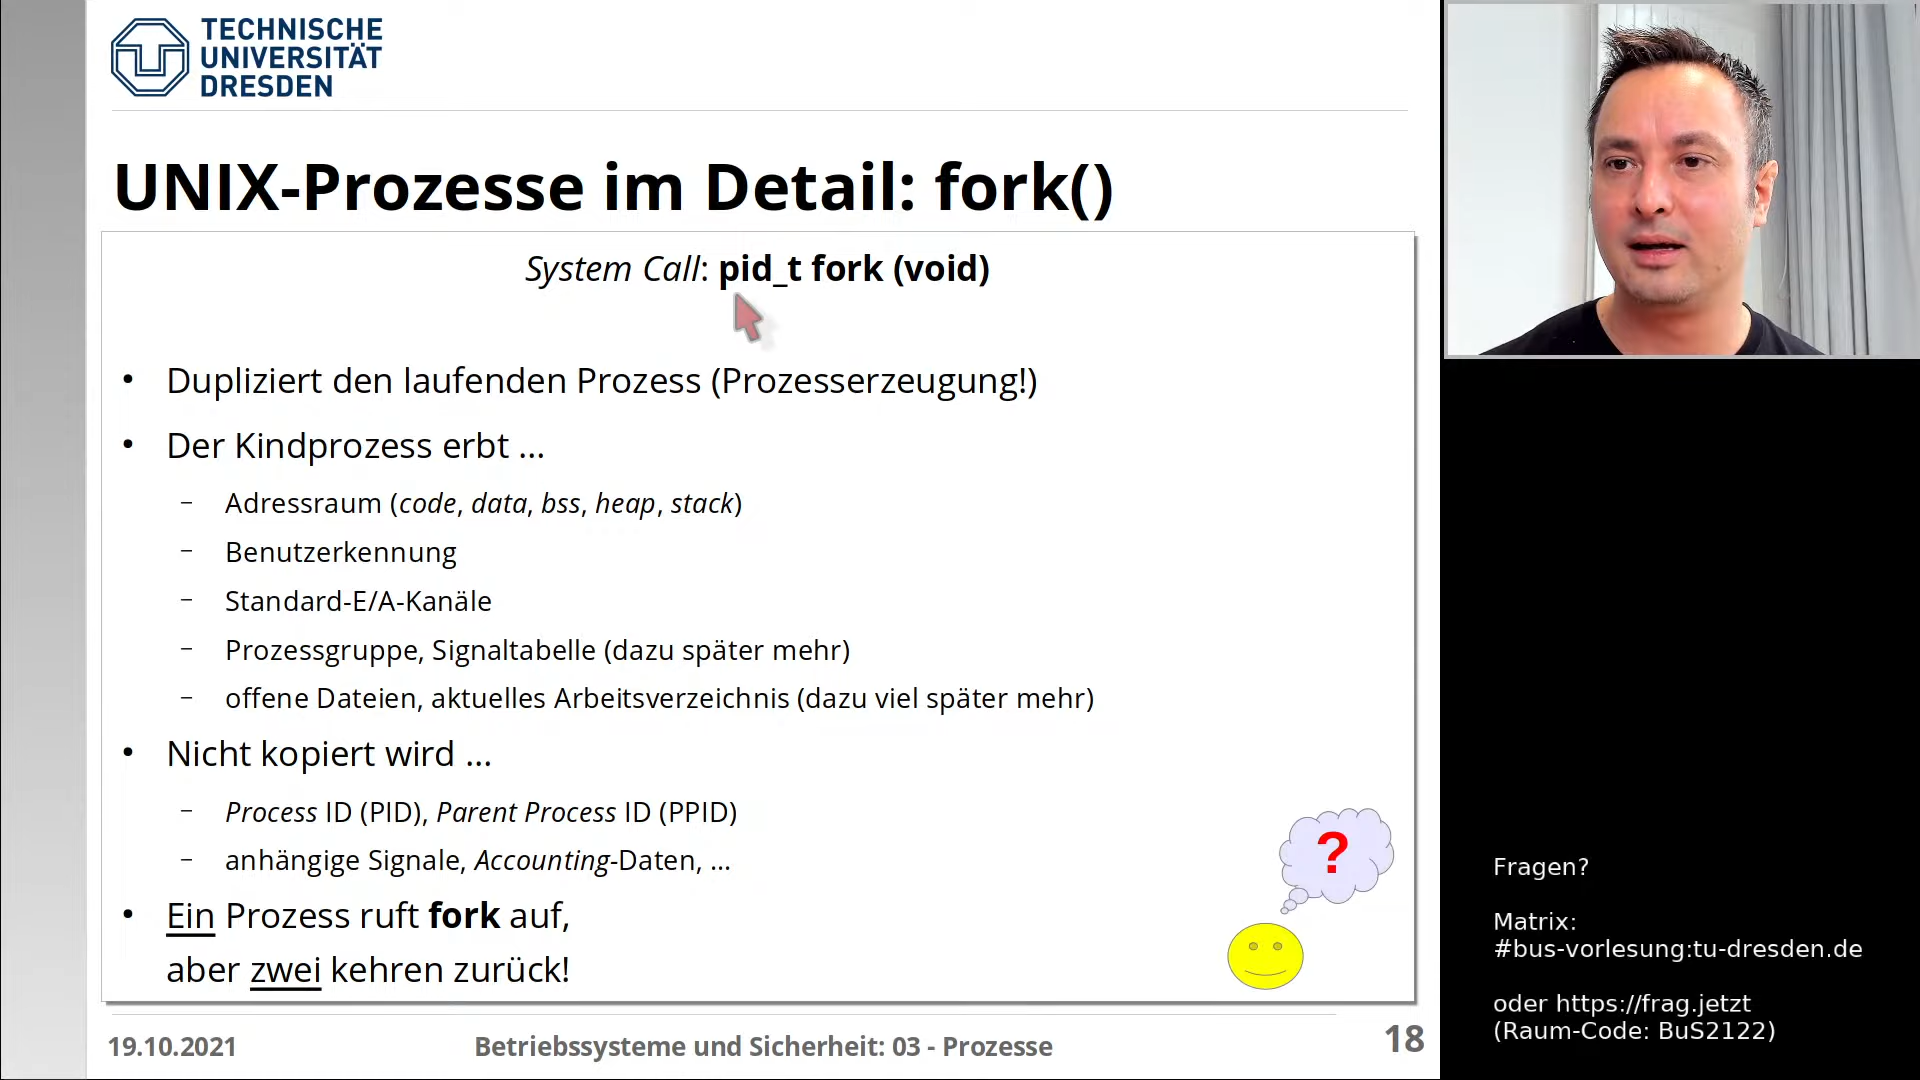 TECHNISCHE
UNIVERSITÄT
DRESDEN
UNIX-Prozesse im Detail: fork()
System Call: pid_t fork (void)
• Dupliziert den laufenden Prozess (Prozesserzeugung!)
• Der Kindprozess erbt ...
– Adressraum (code, data, bss, heap, stack)
– Benutzerkennung
– Standard-E/A-Kanäle
– Prozessgruppe, Signaltabelle (dazu später mehr)
– offene Dateien, aktuelles Arbeitsverzeichnis (dazu viel später mehr)
• Nicht kopiert wird ...
– Process ID (PID), Parent Process ID (PPID)
– anhängige Signale, Accounting-Daten, ...
• Ein Prozess ruft fork auf,
aber zwei kehren zurück!
?
19.10.2021
Betriebssysteme und Sicherheit: 03 - Prozesse
18
Fragen?
Matrix:
#bus-vorlesung:tu-dresden.de
oder https://frag.jetzt
(Raum-Code: BuS2122)